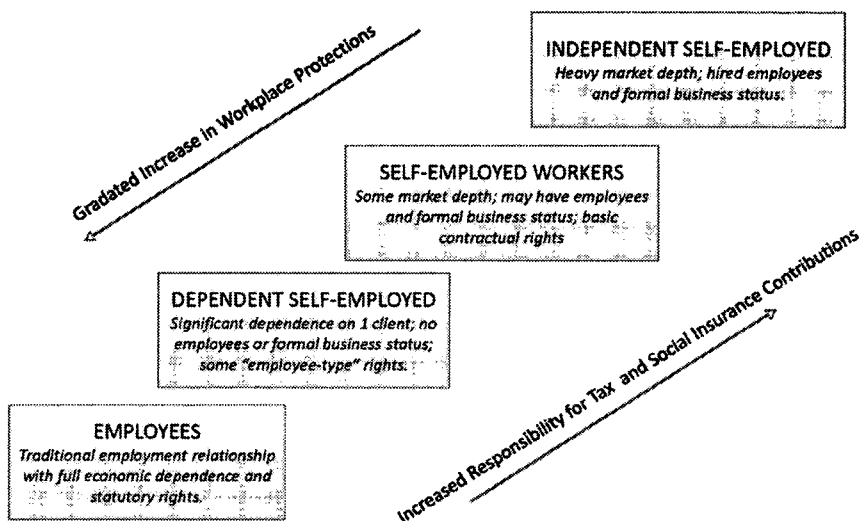 INDEPENDENT SELF-EMPLOYED
Heavy market depth; hired employees
and formal business status.
Gradated Increase in Workplace Protections
SELF-EMPLOYED WORKERS
Some market depth; may have employees
and formal business status; basic
contractual rights
DEPENDENT SELF-EMPLOYED
Significant dependence on 1 client; no
employees or formal business status;
some "employee-type" rights.
Increased Responsibility for Tax and Social Insurance Contributions
EMPLOYEES
Traditional employment relationship
with full economic dependence and
statutory rights.